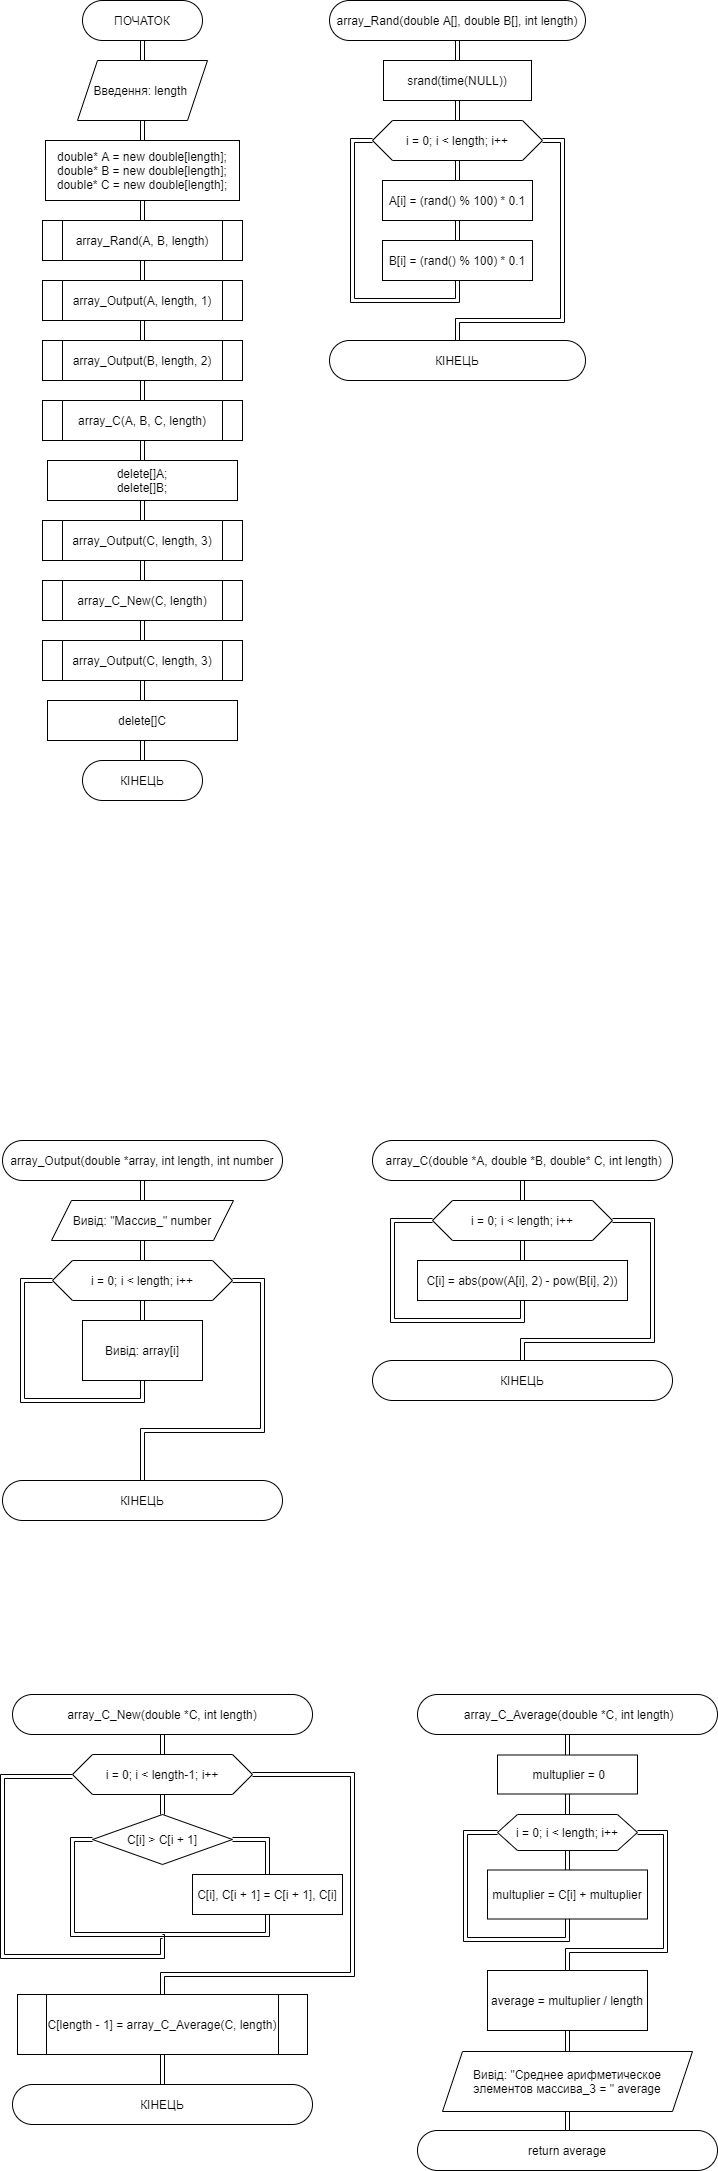 ПОЧАТОК
Введення: length
double* A = new double[length];
double* B = new double[length];
double* C = new double[length];
array_Rand(A, B, length)
array_Output(A, length, 1)
array_Output(B, length, 2)
array_C(A, B, C, length)
delete[]A;
delete[]B;
array_Output(C, length, 3)
array_C_New(C, length)
array_Output(C, length, 3)
delete[]C
КІНЕЦЬ
array_Rand(double A[], double B[], int length)
srand(time(NULL))
i = 0; i < length; i++
A[i] = (rand() % 100) * 0.1
B[i] = (rand() % 100) * 0.1
КІНЕЦЬ
array_Output(double *array, int length, int number
Вивід: "Массив_" number
i = 0; i < length; i++
Вивід: array[i]
КІНЕЦЬ
array_C(double *A, double *B, double* C, int length)
i = 0; i < length; i++
C[i] = abs(pow(A[i], 2) - pow(B[i], 2))
КІНЕЦЬ
array_C_New(double *C, int length)
i = 0; i < length-1; i++
C[i] > C[i + 1]
C[i], C[i + 1] = C[i + 1], C[i]
C[length - 1] = array_C_Average(C, length)
КІНЕЦЬ
array_C_Average(double *C, int length)
multuplier = 0
i = 0; i < length; i++
multuplier = C[i] + multuplier
average = multuplier / length
Вивід: "Среднее арифметическое
элементов массива_3 = " average
return average